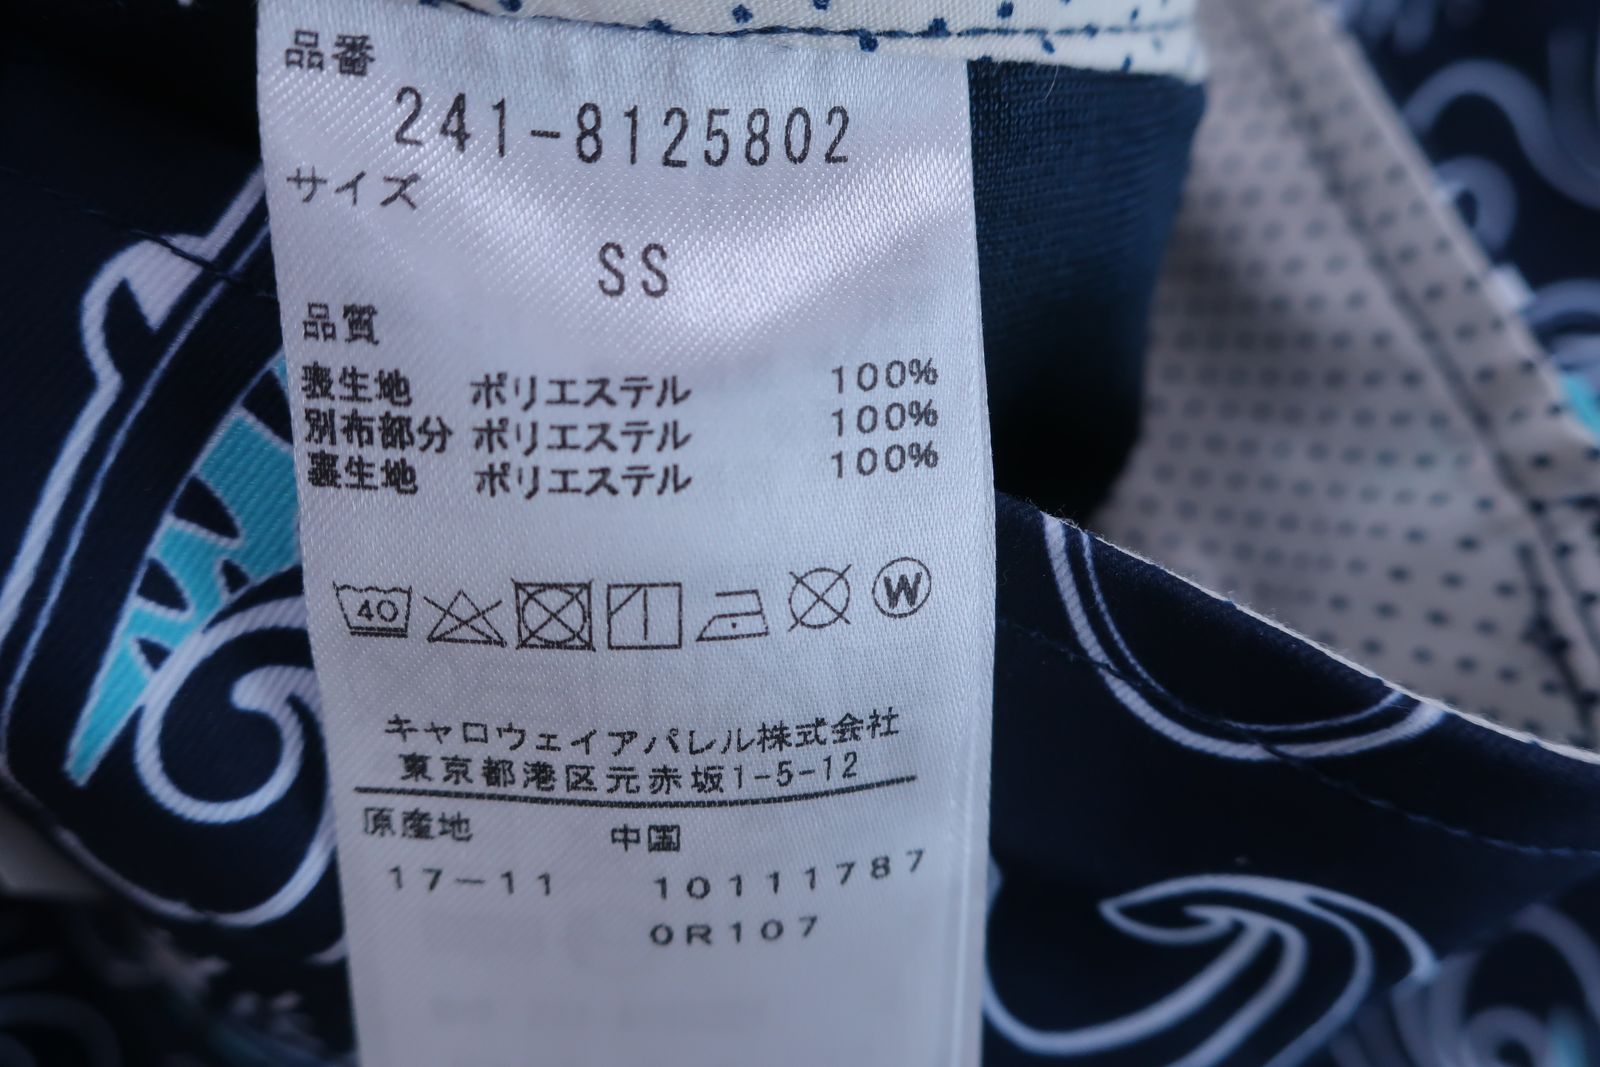 品番
241-8125802
サイズ
SS
品質
表生地 ポリエステル 100%
別布部分 ポリエステル 100%
裏生地 ポリエステル 100%
40 W
キャロウェイアパレル株式会社
東京都港区元赤坂1-5-12
原産地 中国
17-11 10111787
0R107